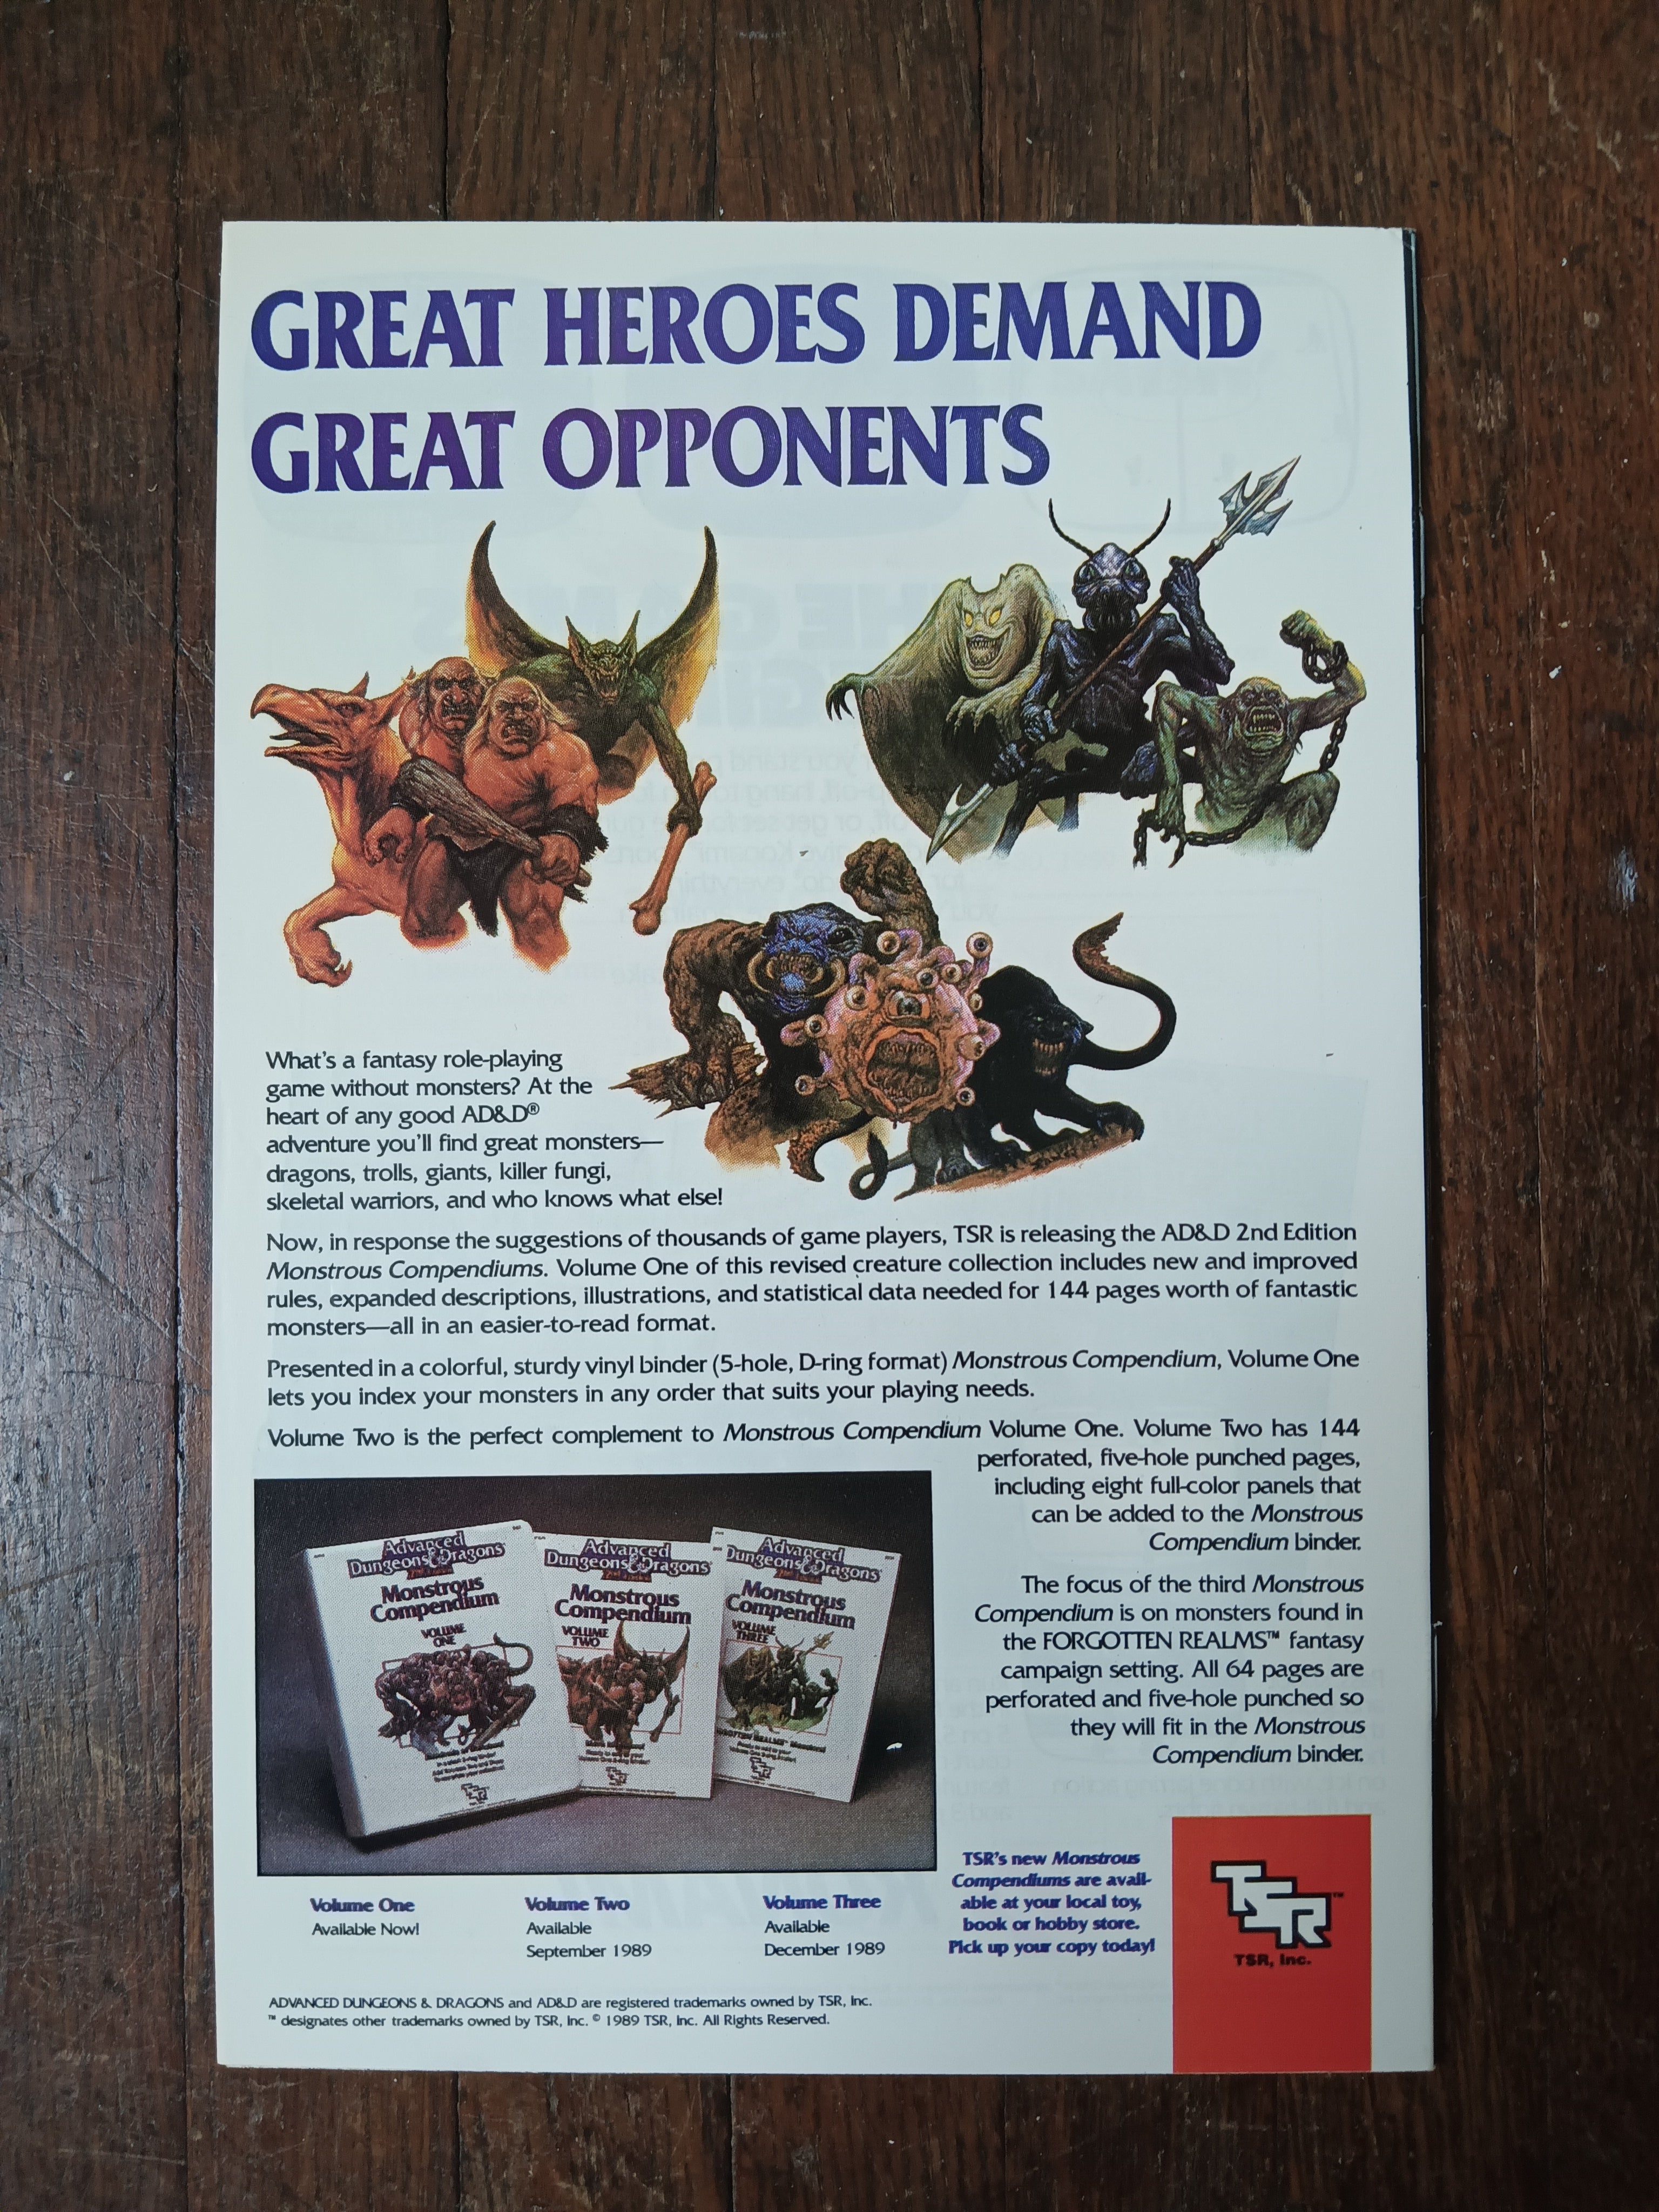 GREAT HEROES DEMAND
GREAT OPPONENTS
What's a fantasy role-playing
game without monsters? At the
heart of any good AD&D®
adventure you'll find great monsters—
dragons, trolls, giants, killer fungi,
skeletal warriors, and who knows what else!
Now, in response the suggestions of thousands of game players, TSR is releasing the AD&D 2nd Edition
Monstrous Compendiums. Volume One of this revised creature collection includes new and improved
rules, expanded descriptions, illustrations, and statistical data needed for 144 pages worth of fantastic
monsters—all in an easier-to-read format.
Presented in a colorful, sturdy vinyl binder (5-hole, D-ring format) Monstrous Compendium, Volume One
lets you index your monsters in any order that suits your playing needs.
Volume Two is the perfect complement to Monstrous Compendium Volume One. Volume Two has 144
perforated, five-hole punched pages,
including eight full-color panels that
can be added to the Monstrous
Compendium binder.
The focus of the third Monstrous
Compendium is on monsters found in
the FORGOTTEN REALMS™ fantasy
campaign setting. All 64 pages are
perforated and five-hole punched so
they will fit in the Monstrous
Compendium binder.
Advanced
Dungeons & Dragons
Monstrous
Compendium
VOLUME
ONE
TSR
Advanced
Dungeons & Dragons
Monstrous
Compendium
VOLUME
TWO
TSR
Advanced
Dungeons & Dragons
Monstrous
Compendium
VOLUME
THREE
TSR
Volume One
Available Now!
Volume Two
Available
September 1989
Volume Three
Available
December 1989
TSR's new Monstrous
Compendiums are avail-
able at your local toy,
book or hobby store.
Pick up your copy today!
TSR™
TSR, Inc.
ADVANCED DUNGEONS & DRAGONS and AD&D are registered trademarks owned by TSR, Inc.
™ designates other trademarks owned by TSR, Inc. © 1989 TSR, Inc. All Rights Reserved.